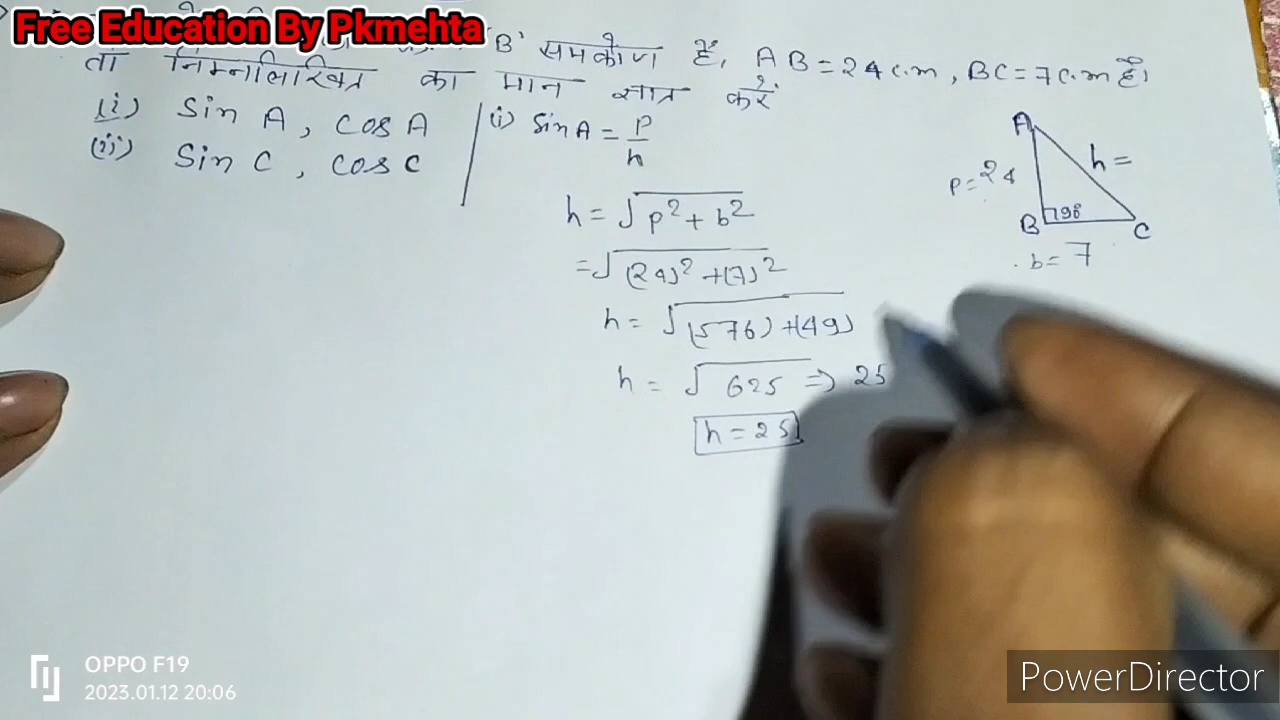 Free Education By Pkmehta
'B' समकोण हैं, AB = 24 c.m, BC = 7 c.m हैं।
तो निम्नलिखित का मान ज्ञात करें
(i) Sin A, cos A
(ii) Sin C, cos C
(i) Sin A = P/h
h = √p² + b²
= √(24)² + (7)²
h = √(576) + (49)
h = √625 => 25
h = 25
A
h =
P = 24
B
90°
C
b = 7
OPPO F19
2023.01.12 20:06
PowerDirector